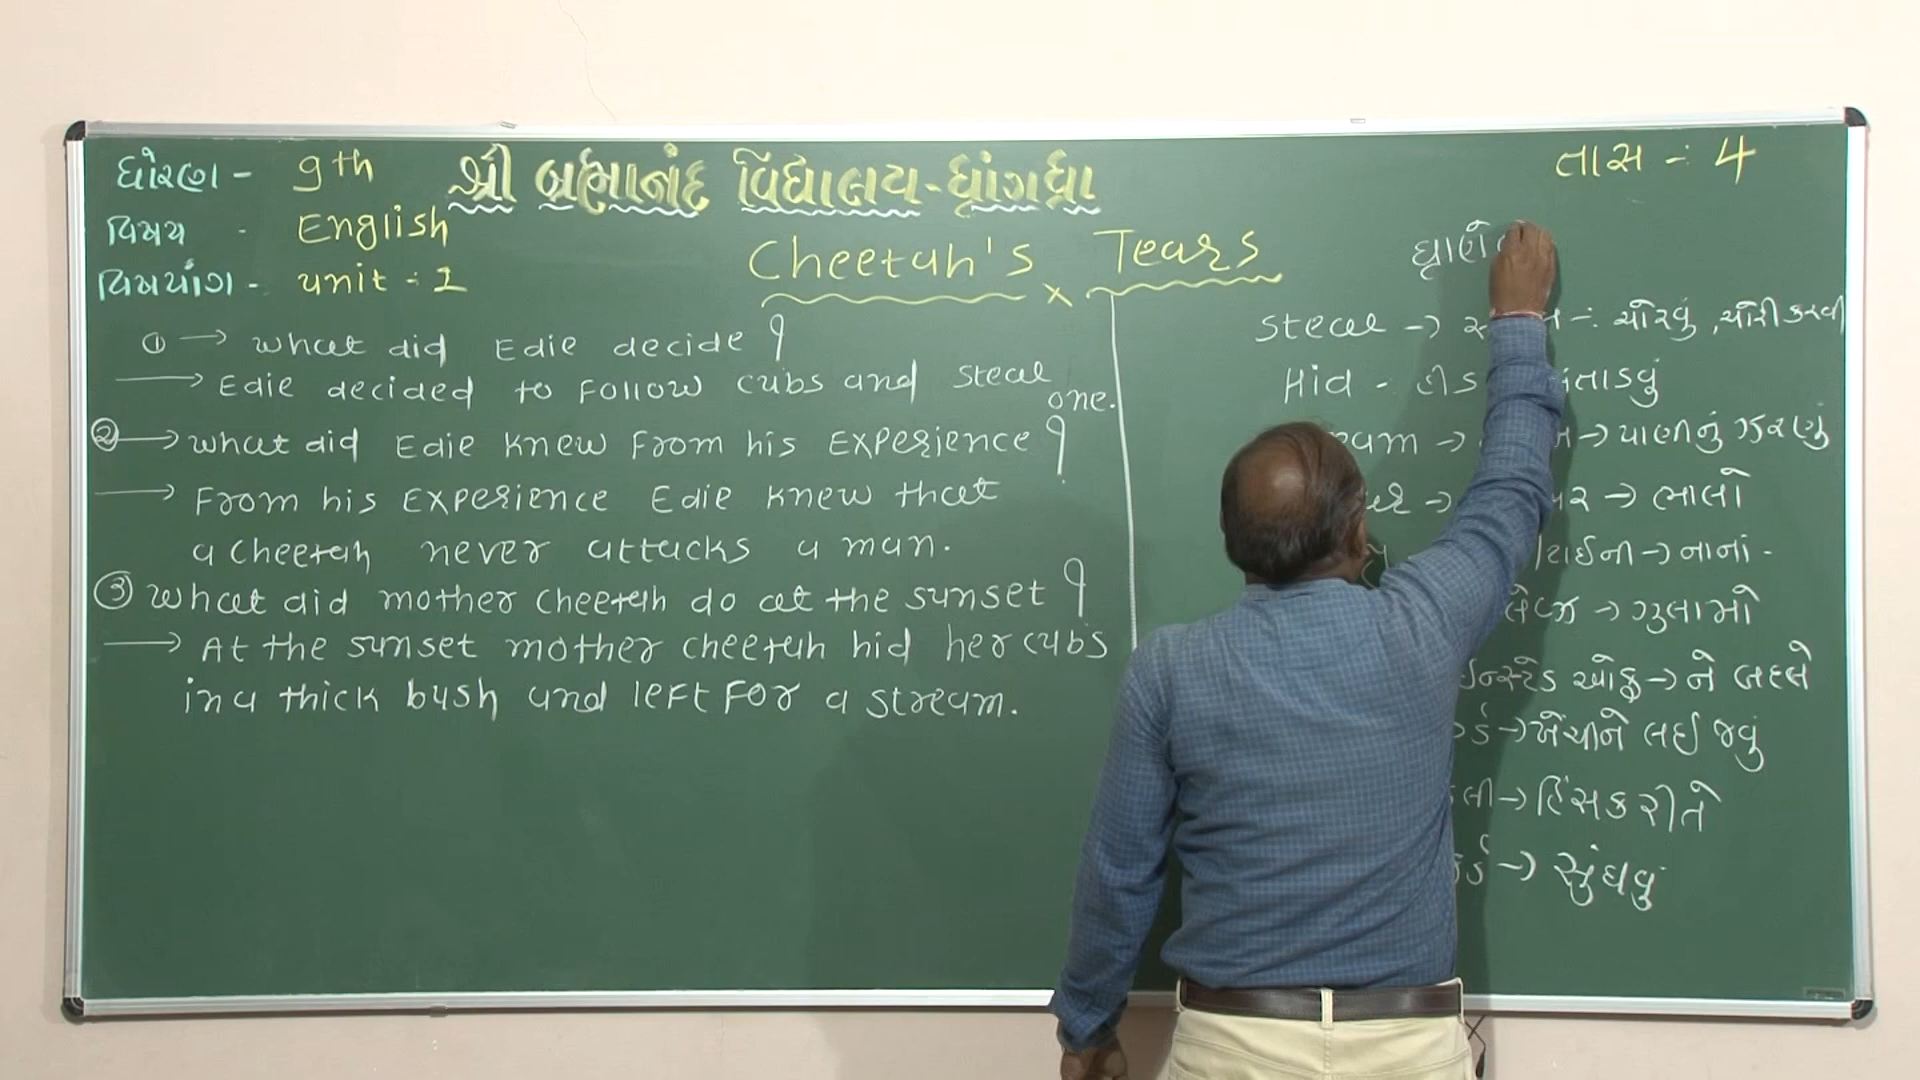 ધોરણ - 9th
શ્રી બ્રહ્માનંદ વિદ્યાલય - ધ્રાંગધ્રા
તાસ - 4
વિષય - English
વિષયાંગ - unit : 1
Cheetah's Tears
① → What did Edie decide ?
→ Edie decided to Follow cubs and steal one.
② → What did Edie knew From his Experience ?
→ From his Experience Edie knew that
a cheetah never attacks a man.
③ What did mother cheetah do at the sunset ?
→ At the sunset mother cheetah hid her cubs
in a thick bush and left For a stream.
Steal → ચોરવું, ચોરી કરવી
Hid - હીડ
→ પાણીનું ઝરણું
→ ભાલો
ટાઈની → નાનાં -
→ ગુલામો
ઈન્સ્ટેડ ઓફ → ને બદલે
→ ખેંચીને લઈ જવું
→ હિંસક રીતે
→ સુંઘવું